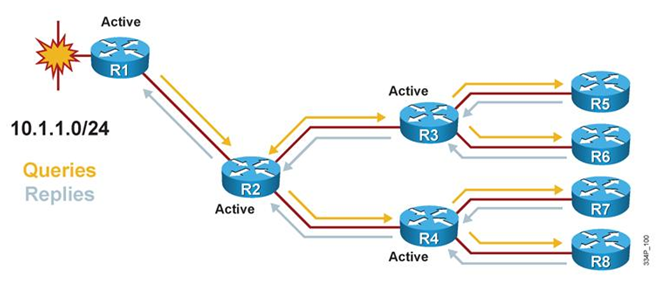 Active
R1
10.1.1.0/24
Queries
Replies
R2
Active
Active
R3
R4
Active
R5
R6
R7
R8
334P_100